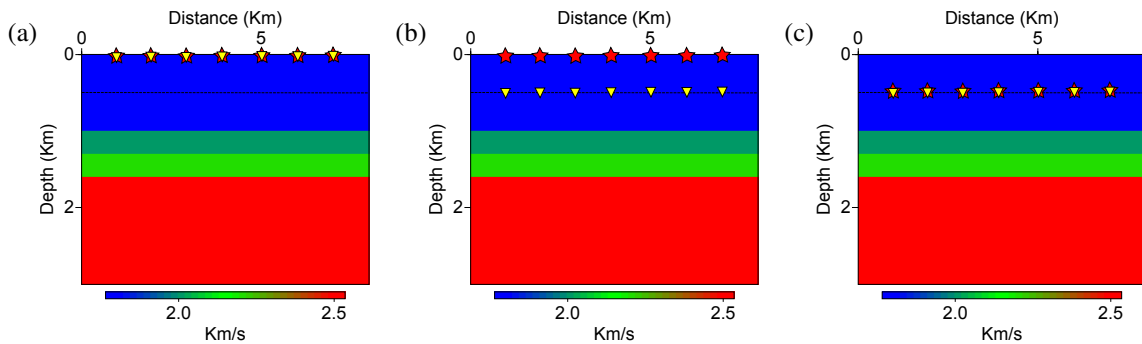 (a)
Distance (Km)
0 5
0
2
Depth (Km)
2.0 2.5
Km/s
(b)
Distance (Km)
0 5
0
2
Depth (Km)
2.0 2.5
Km/s
(c)
Distance (Km)
0 5
0
2
Depth (Km)
2.0 2.5
Km/s